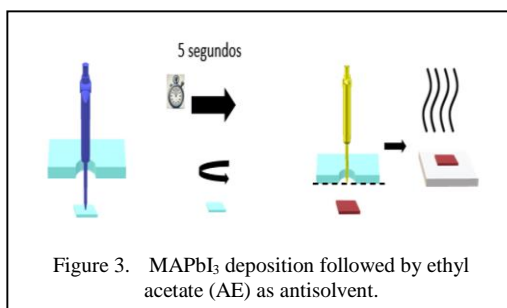 5 segundos
Figure 3. MAPbI₃ deposition followed by ethyl
acetate (AE) as antisolvent.